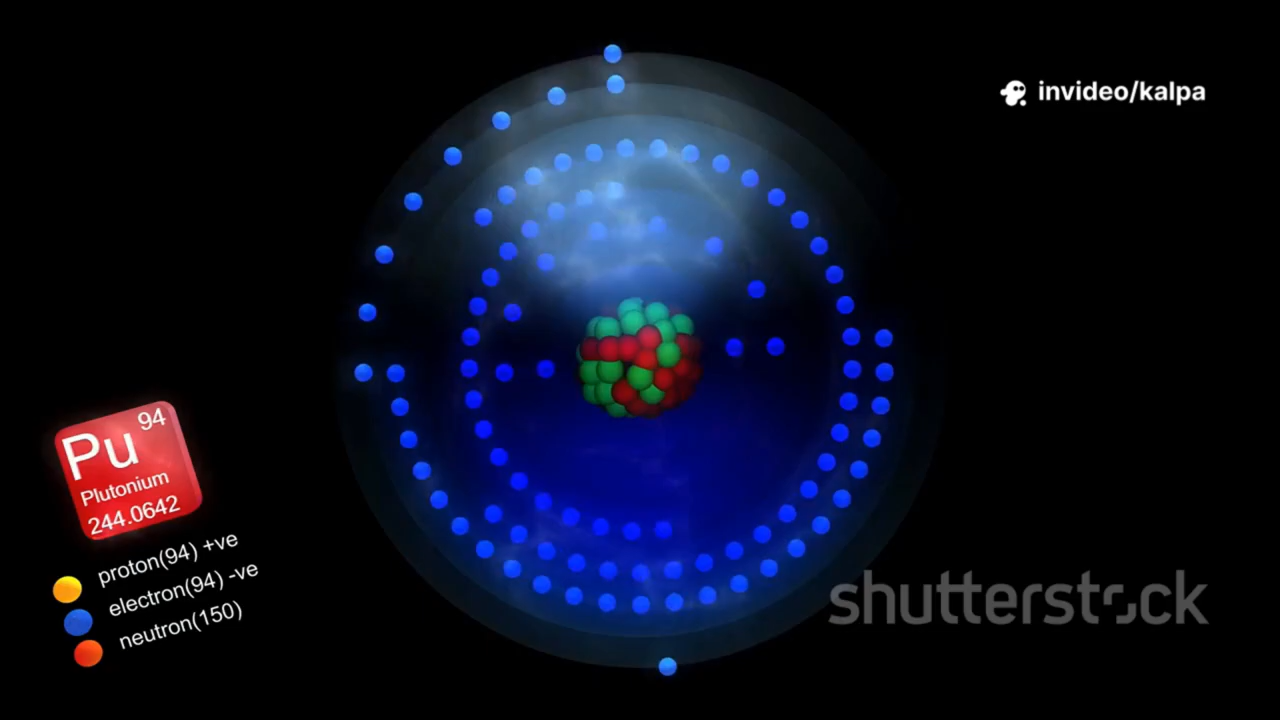 invideo/kalpa
94
Pu
Plutonium
244.0642
proton(94) +ve
electron(94) -ve
neutron(150)
shutterstock